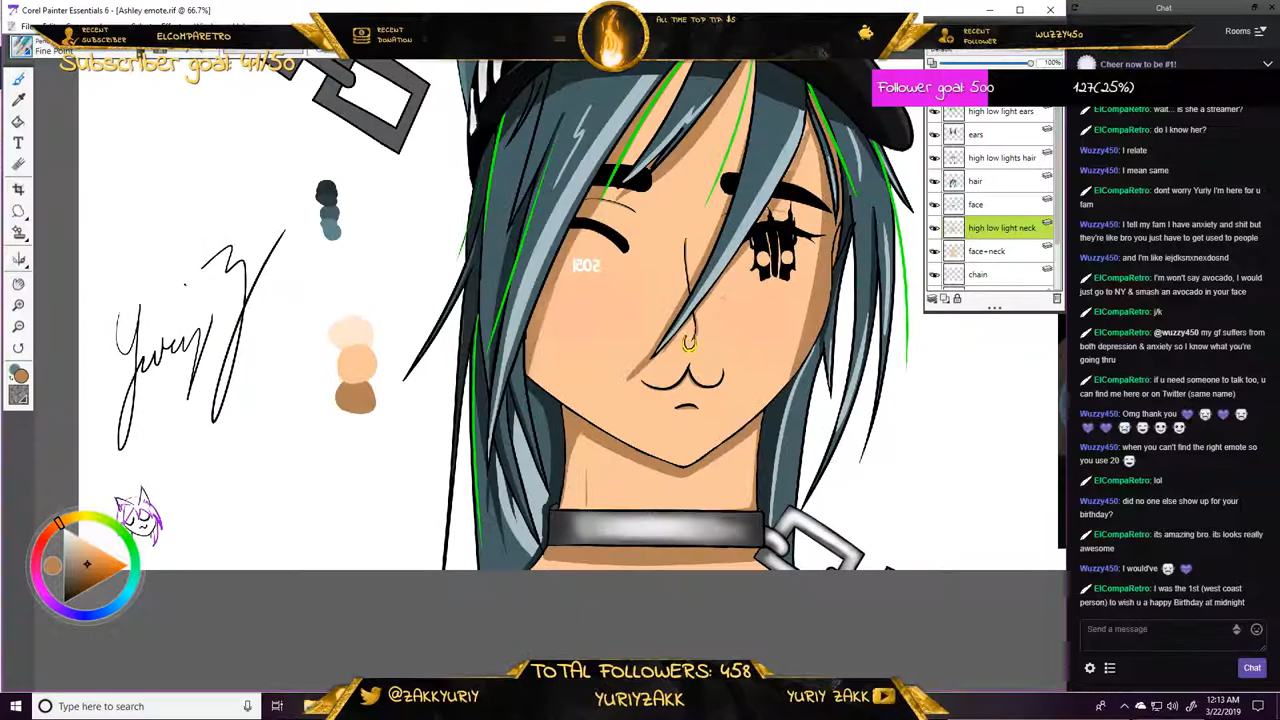 Corel Painter Essentials 6 - [Ashley emote.rif @ 66.7%]
Fine Point
RECENT
SUBSCRIBER
ELCOMPARETRO
RECENT
DONATION
ALL TIME TOP TIP $5
RECENT
FOLLOWER
WUZZY450
Subscriber goal: 41/50
Follower goal: 500
127(25%)
100%
high low light ears
ears
high low lights hair
hair
face
high low light neck
face+neck
chain
Yuriy Z
Chat
Rooms
Cheer now to be #1!
ElCompaRetro: wait... is she a streamer?
ElCompaRetro: do I know her?
Wuzzy450: I relate
Wuzzy450: I mean same
ElCompaRetro: dont worry Yuriy I'm here for u
fam
Wuzzy450: I tell my fam I have anxiety and shit but
they're like bro you just have to get used to people
Wuzzy450: and I'm like iejdksnxnexdosnd
ElCompaRetro: I'm won't say avocado, I would
just go to NY & smash an avocado in your face
ElCompaRetro: j/k
ElCompaRetro: @wuzzy450 my gf suffers from
both depression & anxiety so I know what you're
going thru
ElCompaRetro: if u need someone to talk too, u
can find me here or on Twitter (same name)
Wuzzy450: Omg thank you
Wuzzy450: when you can't find the right emote so
you use 20
ElCompaRetro: lol
Wuzzy450: did no one else show up for your
birthday?
ElCompaRetro: its amazing bro. its looks really
awesome
Wuzzy450: I would've
ElCompaRetro: I was the 1st (west coast
person) to wish u a happy Birthday at midnight
Send a message
Chat
TOTAL FOLLOWERS: 458
@ZAKKYURIY
YURIYZAKK
YURIY ZAKK
Type here to search
12:13 AM
3/22/2019